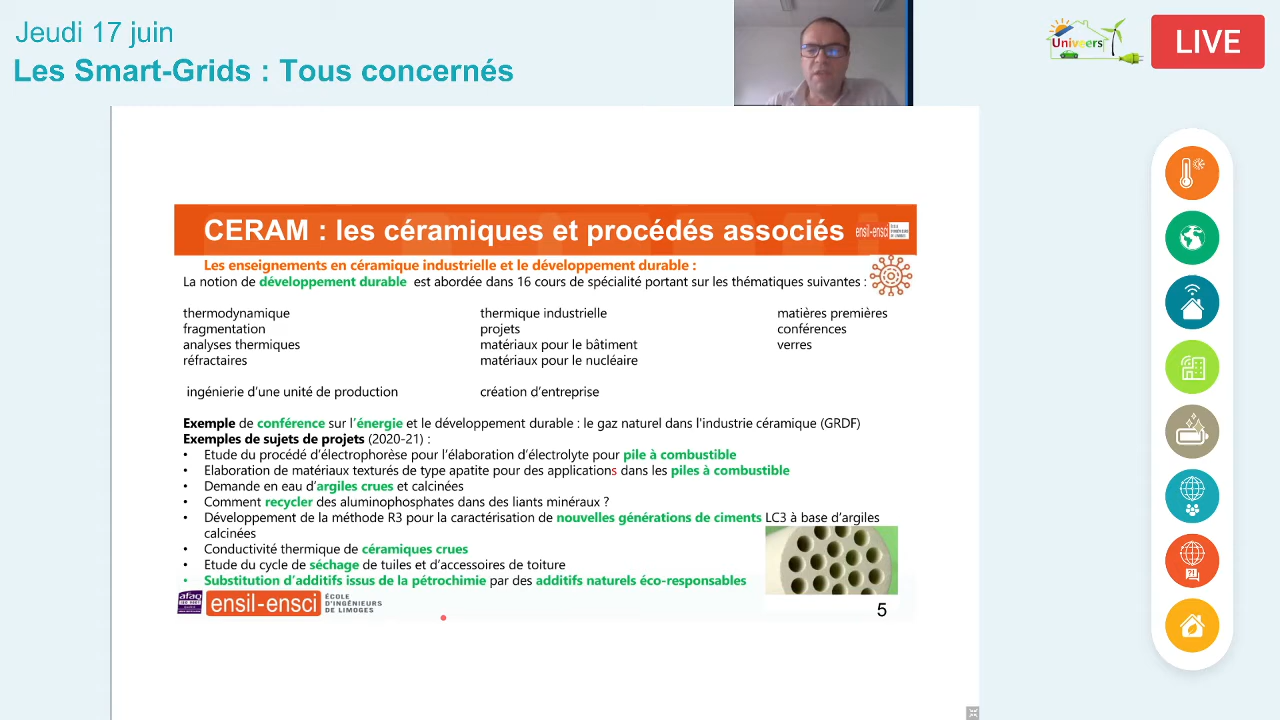 Jeudi 17 juin
Les Smart-Grids : Tous concernés
Univeers
LIVE
CERAM : les céramiques et procédés associés
ensil-ensci
Les enseignements en céramique industrielle et le développement durable :
La notion de développement durable est abordée dans 16 cours de spécialité portant sur les thématiques suivantes :
thermodynamique thermique industrielle matières premières
fragmentation projets conférences
analyses thermiques matériaux pour le bâtiment verres
réfractaires matériaux pour le nucléaire
ingénierie d'une unité de production création d'entreprise
Exemple de conférence sur l'énergie et le développement durable : le gaz naturel dans l'industrie céramique (GRDF)
Exemples de sujets de projets (2020-21) :
• Etude du procédé d'électrophorèse pour l'élaboration d'électrolyte pour pile à combustible
• Elaboration de matériaux texturés de type apatite pour des applications dans les piles à combustible
• Demande en eau d'argiles crues et calcinées
• Comment recycler des aluminophosphates dans des liants minéraux ?
• Développement de la méthode R3 pour la caractérisation de nouvelles générations de ciments LC3 à base d'argiles
calcinées
• Conductivité thermique de céramiques crues
• Etude du cycle de séchage de tuiles et d'accessoires de toiture
• Substitution d'additifs issus de la pétrochimie par des additifs naturels éco-responsables
afaq
ensil-ensci
ÉCOLE
D'INGÉNIEURS
DE LIMOGES
5